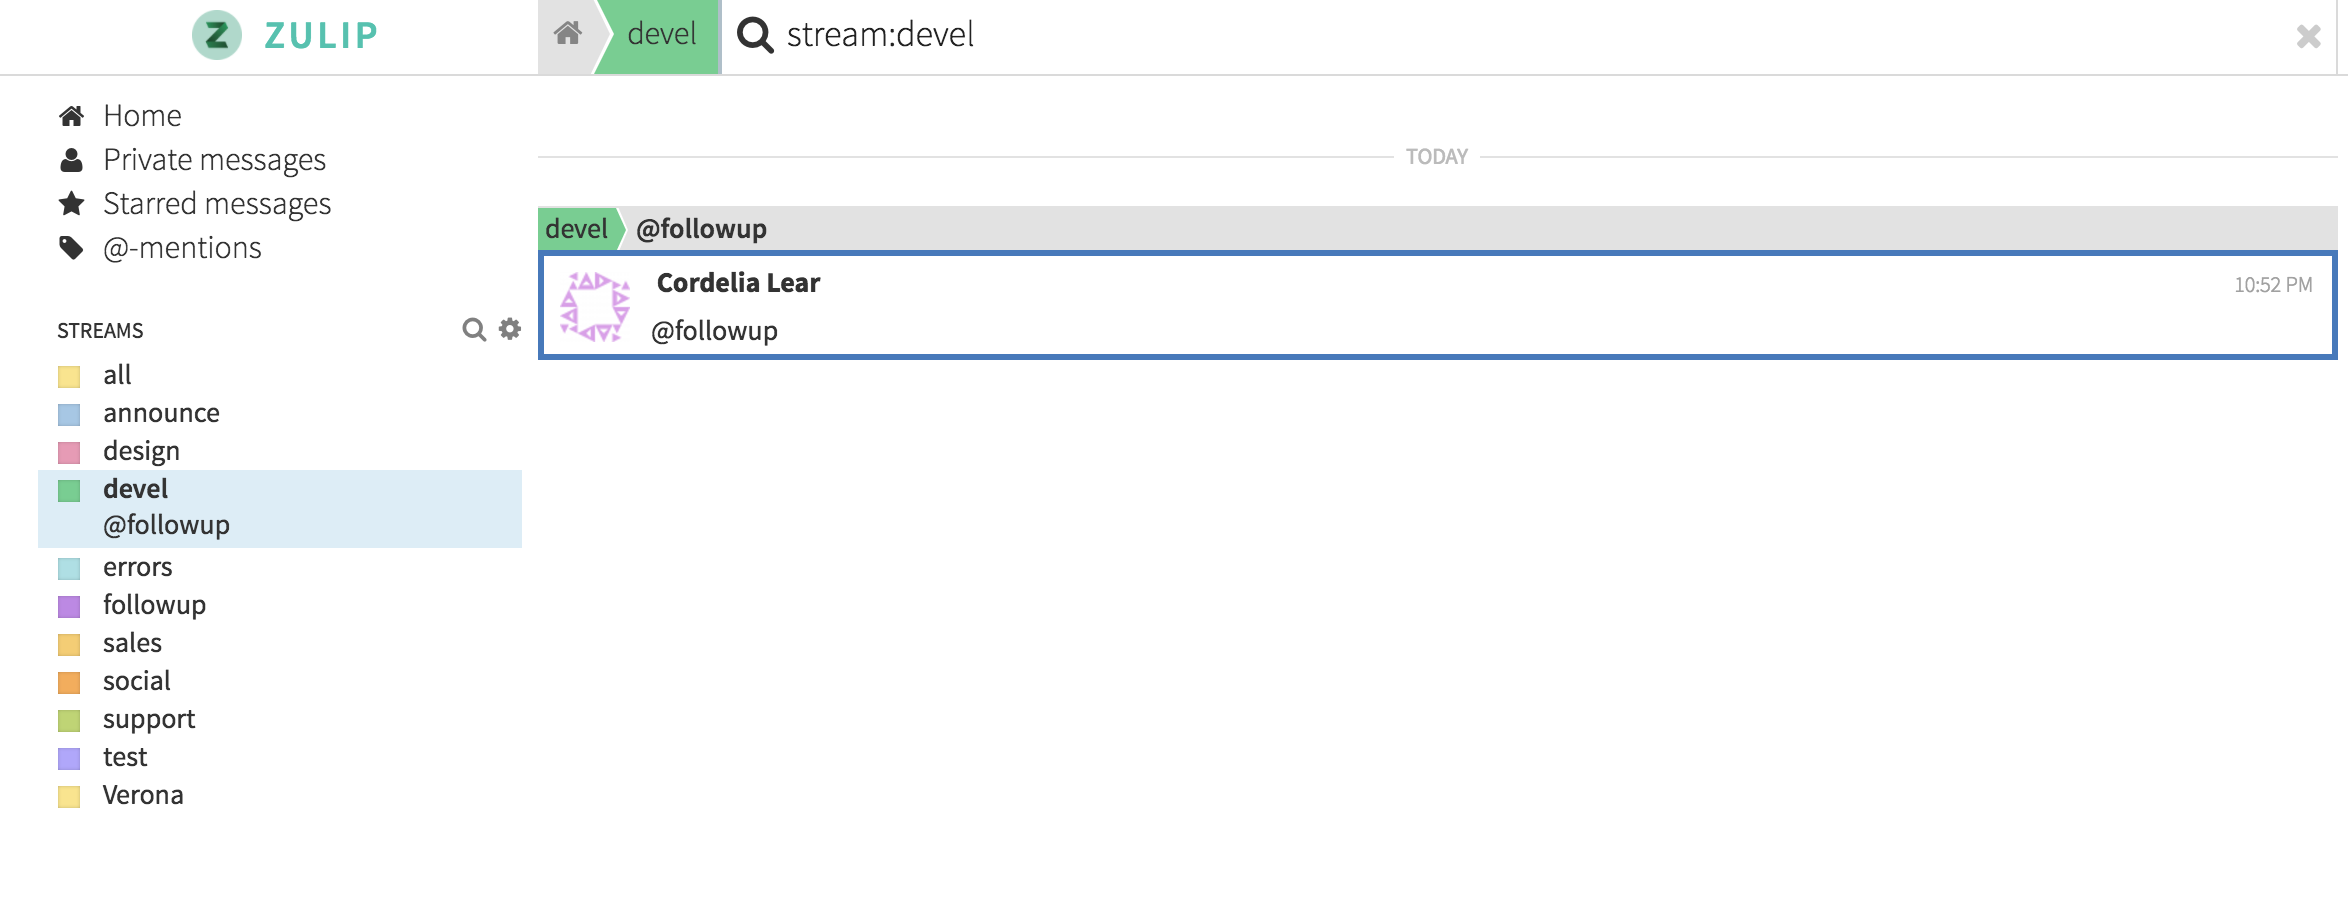 ZULIP
devel
stream:devel
Home
Private messages
Starred messages
@-mentions
STREAMS
all
announce
design
devel
@followup
errors
followup
sales
social
support
test
Verona
TODAY
devel @followup
Cordelia Lear 10:52 PM
@followup